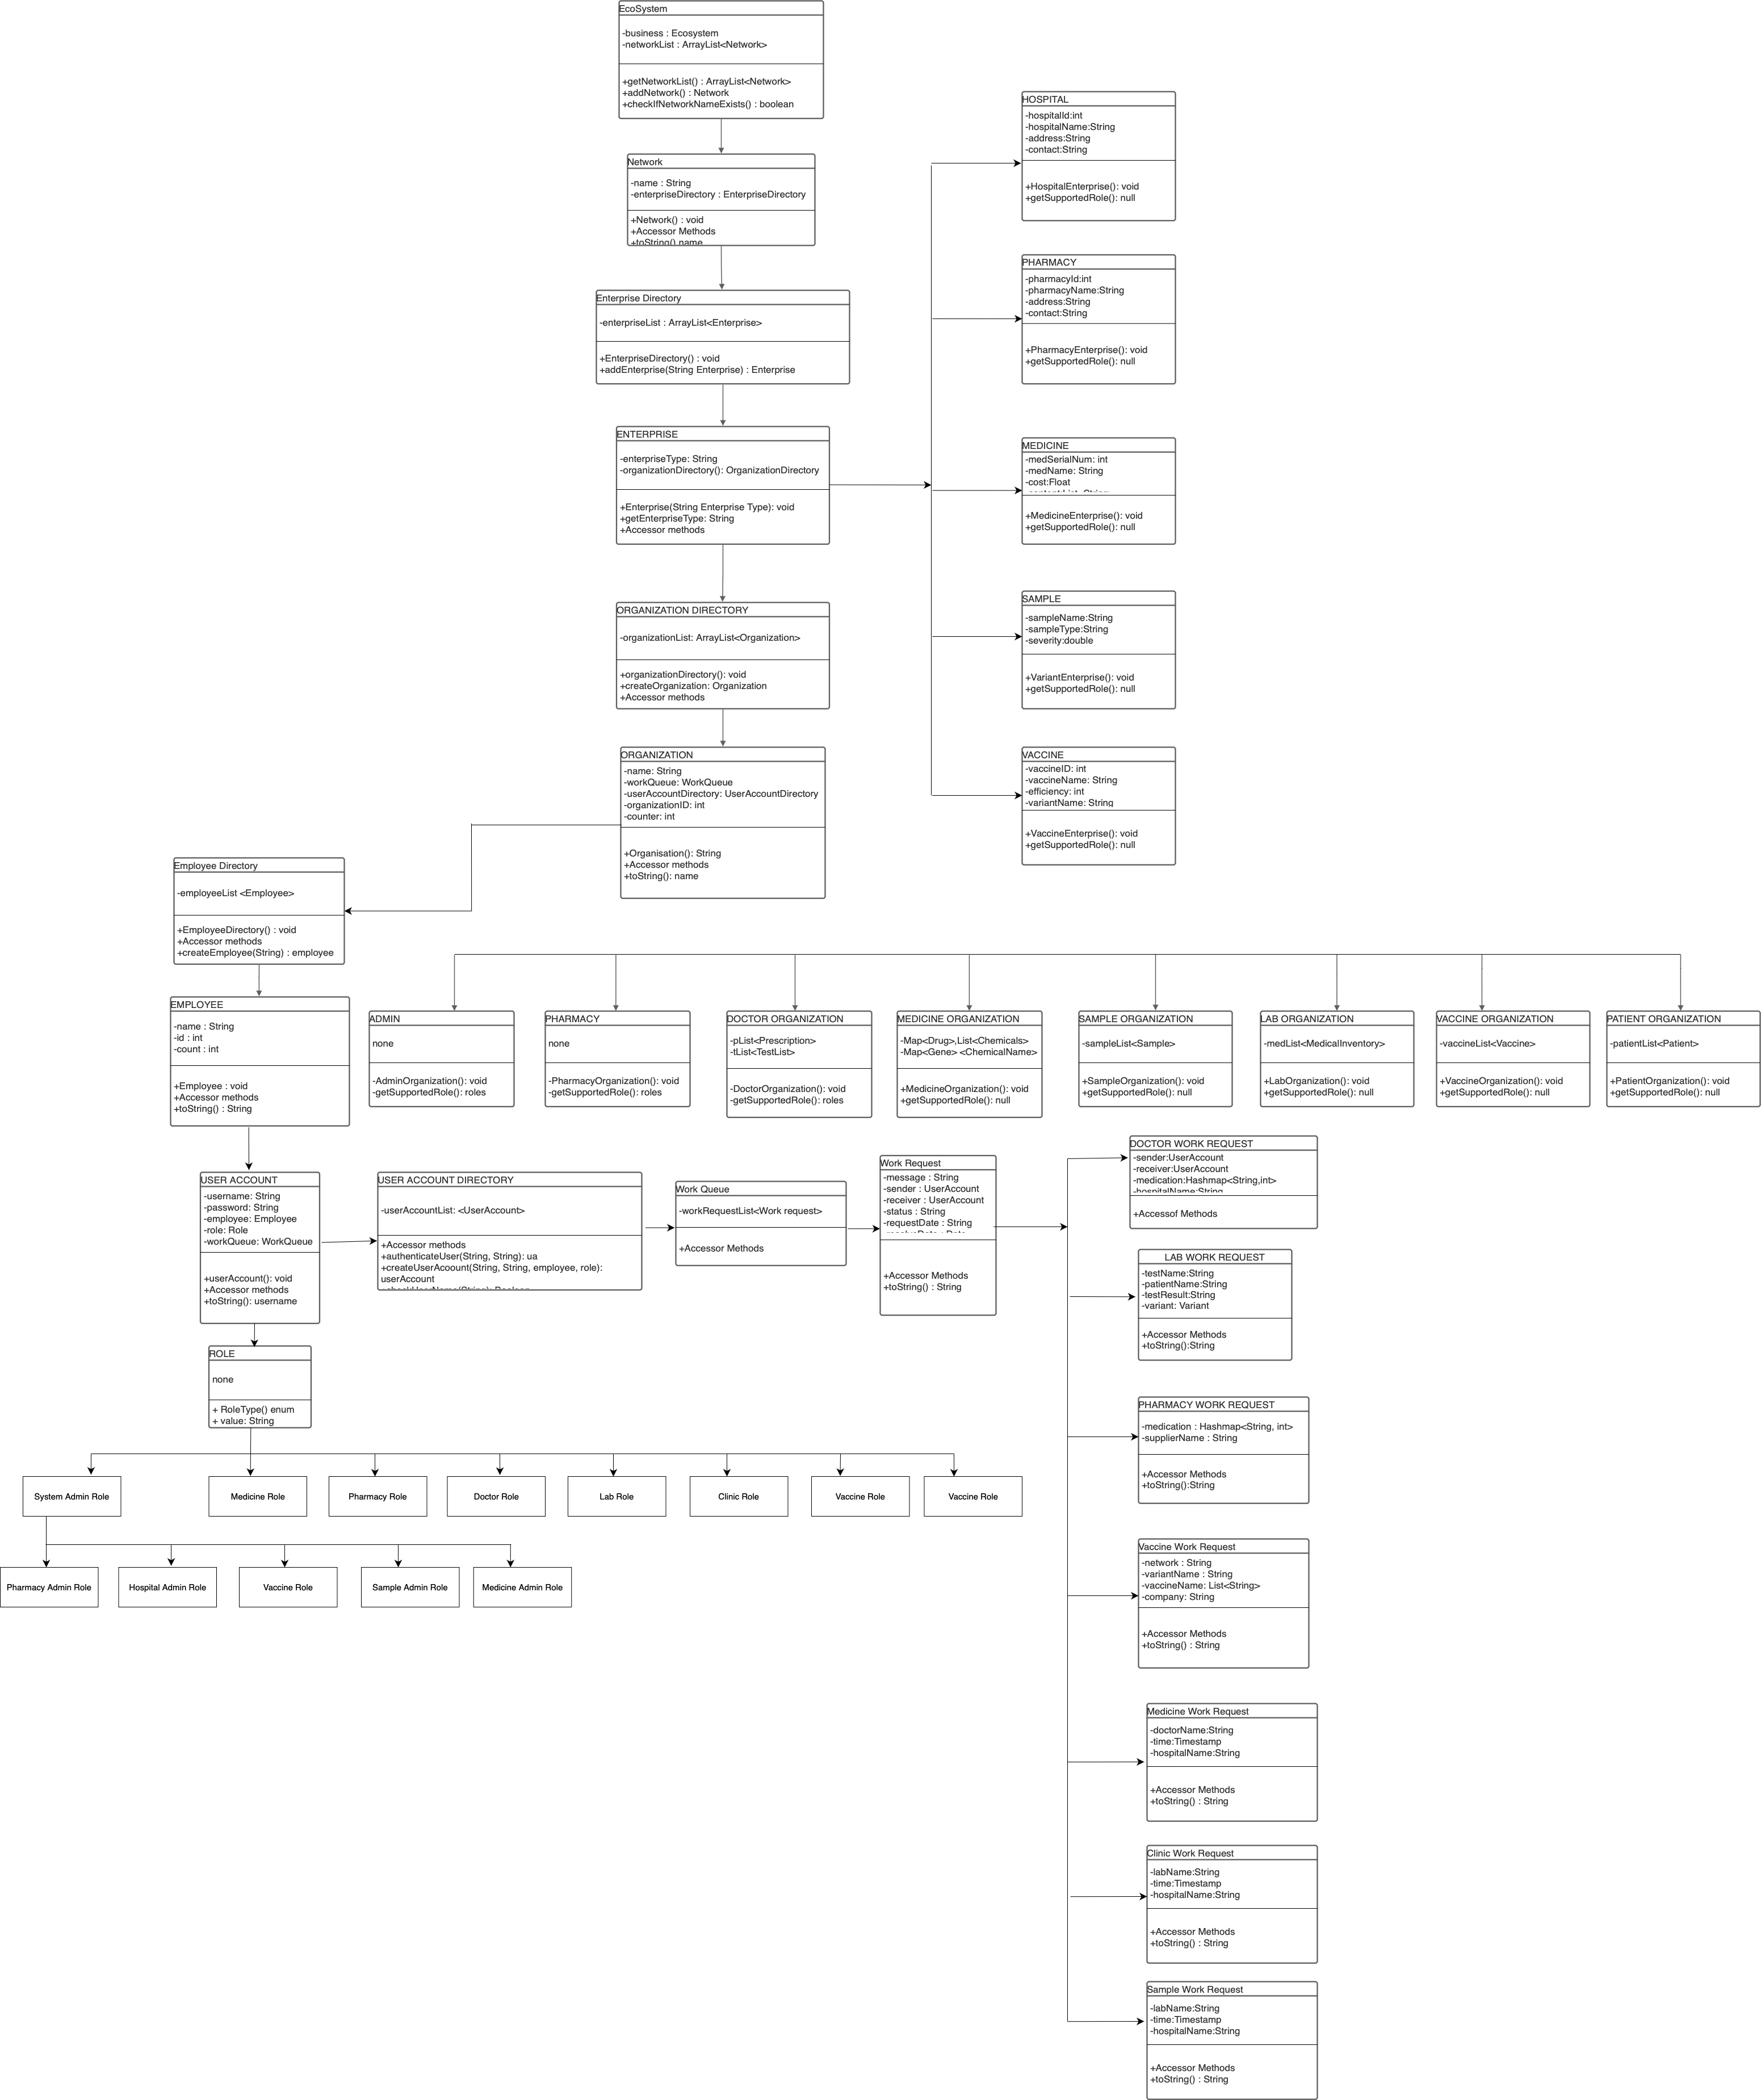 EcoSystem
-business : Ecosystem
-networkList : ArrayList<Network>
+getNetworkList() : ArrayList<Network>
+addNetwork() : Network
+checkIfNetworkNameExists() : boolean
Network
-name : String
-enterpriseDirectory : EnterpriseDirectory
+Network() : void
+Accessor Methods
+toString() name
Enterprise Directory
-enterpriseList : ArrayList<Enterprise>
+EnterpriseDirectory() : void
+addEnterprise(String Enterprise) : Enterprise
ENTERPRISE
-enterpriseType: String
-organizationDirectory(): OrganizationDirectory
+Enterprise(String Enterprise Type): void
+getEnterpriseType: String
+Accessor methods
ORGANIZATION DIRECTORY
-organizationList: ArrayList<Organization>
+organizationDirectory(): void
+createOrganization: Organization
+Accessor methods
ORGANIZATION
-name: String
-workQueue: WorkQueue
-userAccountDirectory: UserAccountDirectory
-organizationID: int
-counter: int
+Organisation(): String
+Accessor methods
+toString(): name
HOSPITAL
-hospitalId:int
-hospitalName:String
-address:String
-contact:String
+HospitalEnterprise(): void
+getSupportedRole(): null
PHARMACY
-pharmacyId:int
-pharmacyName:String
-address:String
-contact:String
+PharmacyEnterprise(): void
+getSupportedRole(): null
MEDICINE
-medSerialNum: int
-medName: String
-cost:Float
+MedicineEnterprise(): void
+getSupportedRole(): null
SAMPLE
-sampleName:String
-sampleType:String
-severity:double
+VariantEnterprise(): void
+getSupportedRole(): null
VACCINE
-vaccineID: int
-vaccineName: String
-efficiency: int
-variantName: String
+VaccineEnterprise(): void
+getSupportedRole(): null
Employee Directory
-employeeList <Employee>
+EmployeeDirectory() : void
+Accessor methods
+createEmployee(String) : employee
EMPLOYEE
-name : String
-id : int
-count : int
+Employee : void
+Accessor methods
+toString() : String
ADMIN
none
-AdminOrganization(): void
-getSupportedRole(): roles
PHARMACY
none
-PharmacyOrganization(): void
-getSupportedRole(): roles
DOCTOR ORGANIZATION
-pList<Prescription>
-tList<TestList>
-DoctorOrganization(): void
-getSupportedRole(): roles
MEDICINE ORGANIZATION
-Map<Drug>,List<Chemicals>
-Map<Gene> <ChemicalName>
+MedicineOrganization(): void
+getSupportedRole(): null
SAMPLE ORGANIZATION
-sampleList<Sample>
+SampleOrganization(): void
+getSupportedRole(): null
LAB ORGANIZATION
-medList<MedicalInventory>
+LabOrganization(): void
+getSupportedRole(): null
VACCINE ORGANIZATION
-vaccineList<Vaccine>
+VaccineOrganization(): void
+getSupportedRole(): null
PATIENT ORGANIZATION
-patientList<Patient>
+PatientOrganization(): void
+getSupportedRole(): null
USER ACCOUNT
-username: String
-password: String
-employee: Employee
-role: Role
-workQueue: WorkQueue
+userAccount(): void
+Accessor methods
+toString(): username
USER ACCOUNT DIRECTORY
-userAccountList: <UserAccount>
+Accessor methods
+authenticateUser(String, String): ua
+createUserAcoount(String, String, employee, role):
userAccount
Work Queue
-workRequestList<Work request>
+Accessor Methods
Work Request
-message : String
-sender : UserAccount
-receiver : UserAccount
-status : String
-requestDate : String
+Accessor Methods
+toString() : String
DOCTOR WORK REQUEST
-sender:UserAccount
-receiver:UserAccount
-medication:Hashmap<String,int>
-hospitalName:String
+Accessof Methods
LAB WORK REQUEST
-testName:String
-patientName:String
-testResult:String
-variant: Variant
+Accessor Methods
+toString():String
PHARMACY WORK REQUEST
-medication : Hashmap<String, int>
-supplierName : String
+Accessor Methods
+toString():String
Vaccine Work Request
-network : String
-variantName : String
-vaccineName: List<String>
-company: String
+Accessor Methods
+toString() : String
Medicine Work Request
-doctorName:String
-time:Timestamp
-hospitalName:String
+Accessor Methods
+toString() : String
Clinic Work Request
-labName:String
-time:Timestamp
-hospitalName:String
+Accessor Methods
+toString() : String
Sample Work Request
-labName:String
-time:Timestamp
-hospitalName:String
+Accessor Methods
+toString() : String
ROLE
none
+ RoleType() enum
+ value: String
System Admin Role
Medicine Role
Pharmacy Role
Doctor Role
Lab Role
Clinic Role
Vaccine Role
Vaccine Role
Pharmacy Admin Role
Hospital Admin Role
Vaccine Role
Sample Admin Role
Medicine Admin Role